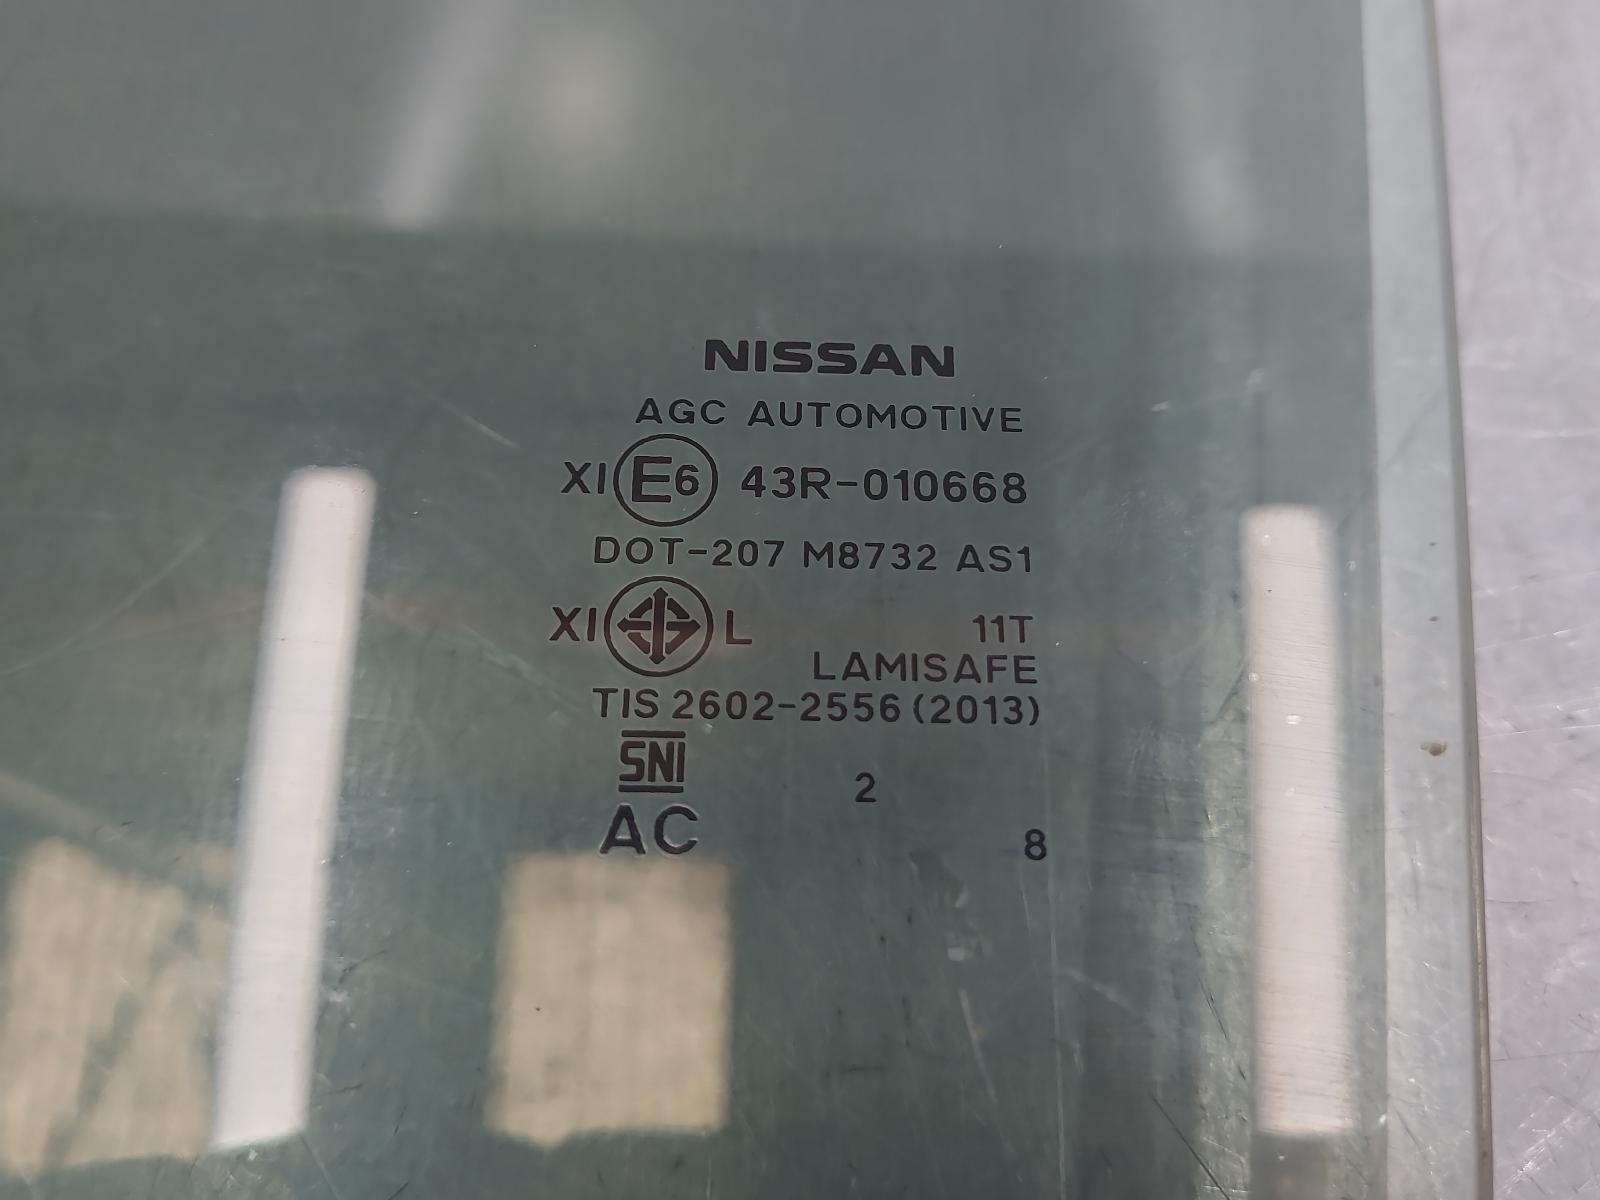 NISSAN
AGC AUTOMOTIVE
XI E6 43R-010668
DOT-207 M8732 AS1
XI L 11T
LAMISAFE
TIS 2602-2556 (2013)
SNI
2
AC
8